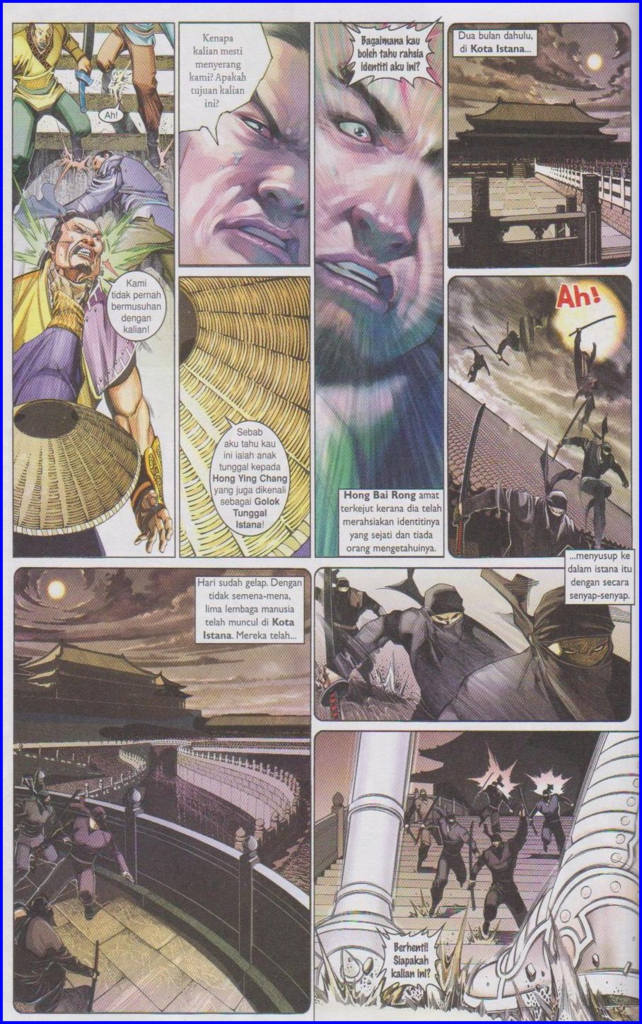 Ah!
Kami
tidak pernah
bermusuhan
dengan
kalian!
Kenapa
kalian mesti
menyerang
kami? Apakah
tujuan kalian
ini?
Sebab
aku tahu kau
ini ialah anak
tunggal kepada
Hong Ying Chang
yang juga dikenali
sebagai Golok
Tunggal
Istana!
Bagaimana kau
boleh tahu rahsia
identiti aku ini?
Hong Bai Rong amat
terkejut kerana dia telah
merahsiakan identitinya
yang sejati dan tiada
orang mengetahuinya.
Dua bulan dahulu,
di Kota Istana...
Hari sudah gelap. Dengan
tidak semena-mena,
lima lembaga manusia
telah muncul di Kota
Istana. Mereka telah...
Ah!
...menyusup ke
dalam istana itu
dengan secara
senyap-senyap.
Berhenti!
Siapakah
kalian ini?